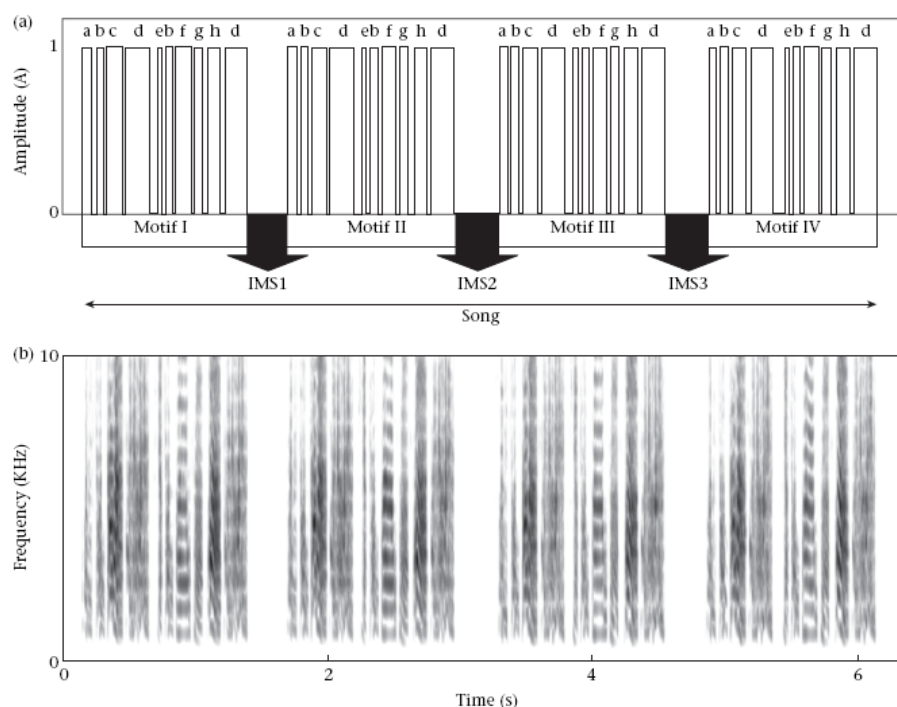 (a)
a b c d eb f g h d a b c d eb f g h d a b c d eb f g h d a b c d eb f g h d
1
Amplitude (A)
0
Motif I Motif II Motif III Motif IV
IMS1 IMS2 IMS3
Song
(b)
10
Frequency (KHz)
0
0 2 4 6
Time (s)